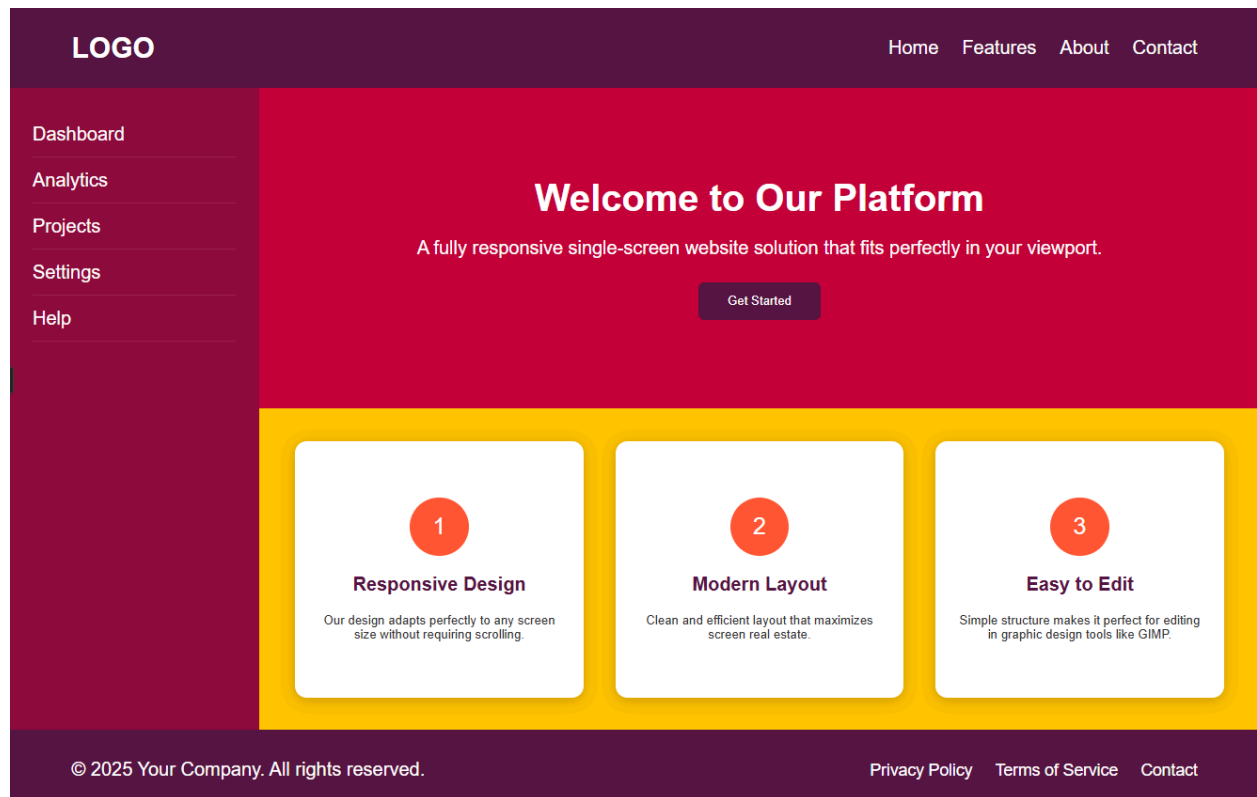 LOGO
Home Features About Contact
Dashboard
Analytics
Projects
Settings
Help
Welcome to Our Platform
A fully responsive single-screen website solution that fits perfectly in your viewport.
Get Started
1
Responsive Design
Our design adapts perfectly to any screen
size without requiring scrolling.
2
Modern Layout
Clean and efficient layout that maximizes
screen real estate.
3
Easy to Edit
Simple structure makes it perfect for editing
in graphic design tools like GIMP.
© 2025 Your Company. All rights reserved.
Privacy Policy Terms of Service Contact